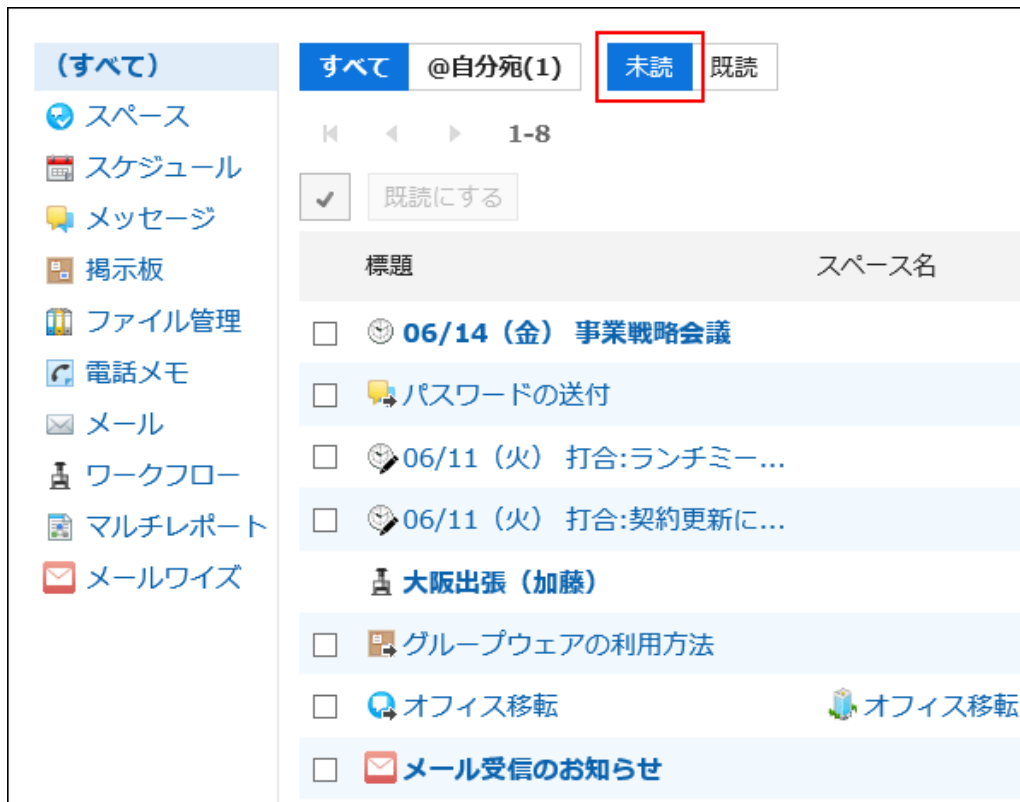 (すべて)
スペース
スケジュール
メッセージ
掲示板
ファイル管理
電話メモ
メール
ワークフロー
マルチレポート
メールワイズ
すべて @自分宛(1) 未読 既読
1-8
既読にする
標題 スペース名
06/14（金） 事業戦略会議
パスワードの送付
06/11（火） 打合:ランチミー...
06/11（火） 打合:契約更新に...
大阪出張（加藤）
グループウェアの利用方法
オフィス移転 オフィス移転
メール受信のお知らせ